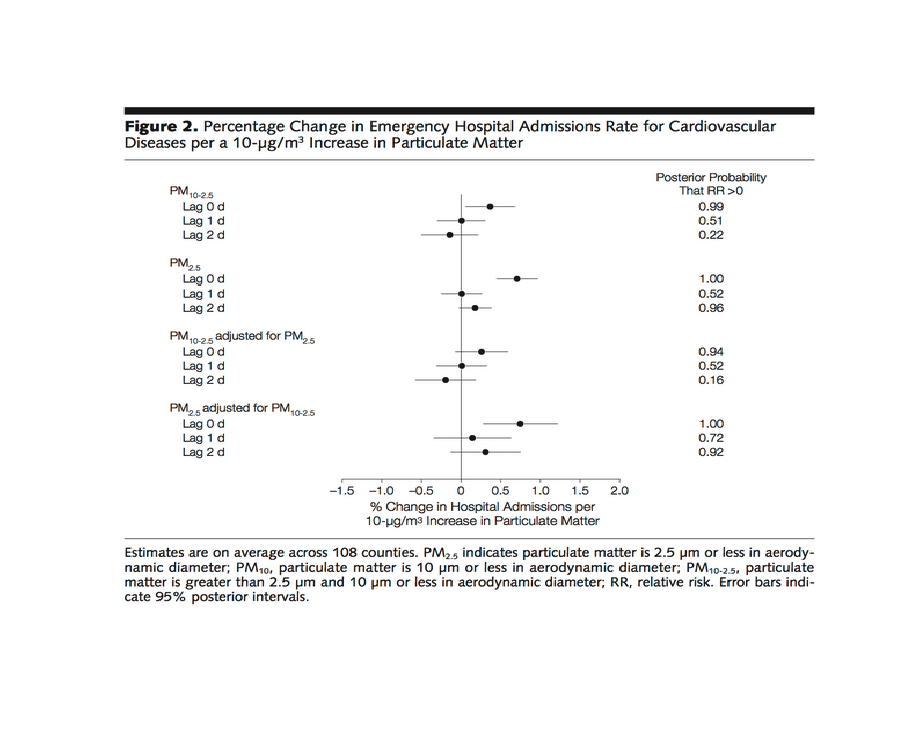 Figure 2. Percentage Change in Emergency Hospital Admissions Rate for Cardiovascular
Diseases per a 10-µg/m³ Increase in Particulate Matter
Posterior Probability
That RR >0
PM10-2.5
Lag 0 d 0.99
Lag 1 d 0.51
Lag 2 d 0.22
PM2.5
Lag 0 d 1.00
Lag 1 d 0.52
Lag 2 d 0.96
PM10-2.5 adjusted for PM2.5
Lag 0 d 0.94
Lag 1 d 0.52
Lag 2 d 0.16
PM2.5 adjusted for PM10-2.5
Lag 0 d 1.00
Lag 1 d 0.72
Lag 2 d 0.92
–1.5 –1.0 –0.5 0 0.5 1.0 1.5 2.0
% Change in Hospital Admissions per
10-µg/m³ Increase in Particulate Matter
Estimates are on average across 108 counties. PM2.5 indicates particulate matter is 2.5 µm or less in aerody-
namic diameter; PM10, particulate matter is 10 µm or less in aerodynamic diameter; PM10-2.5, particulate
matter is greater than 2.5 µm and 10 µm or less in aerodynamic diameter; RR, relative risk. Error bars indi-
cate 95% posterior intervals.